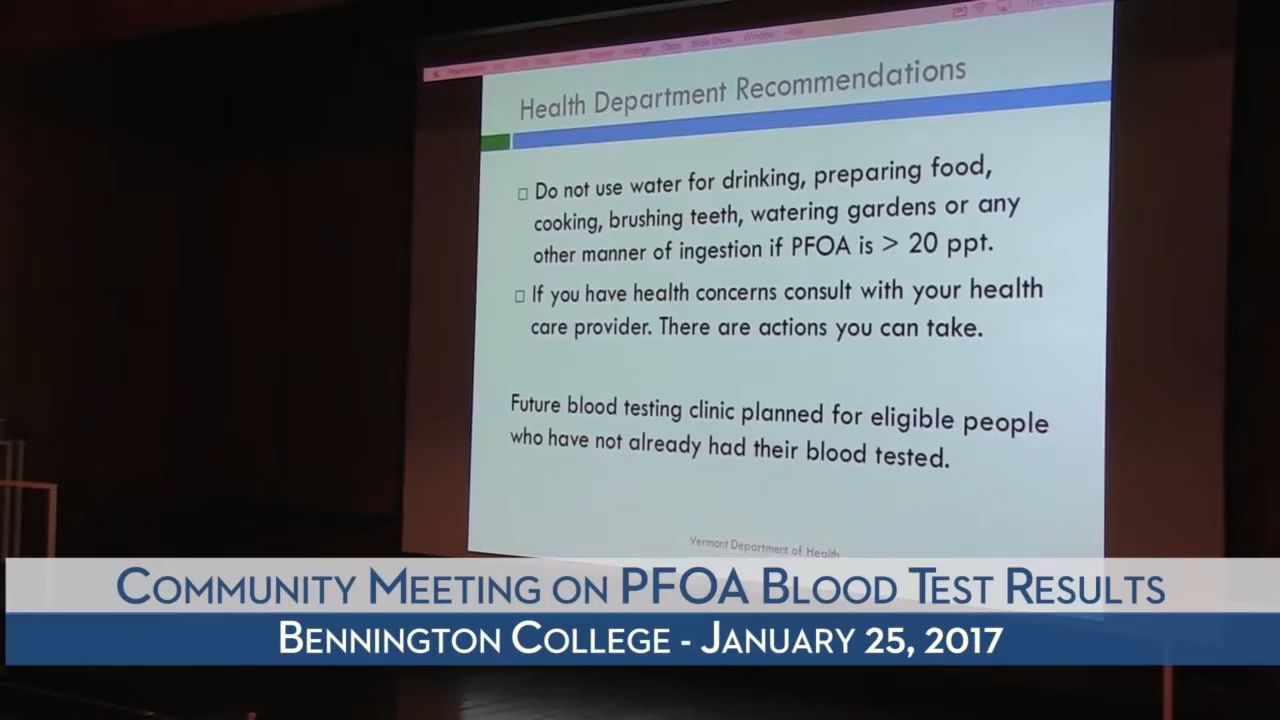 Slide Show Window
Health Department Recommendations
□ Do not use water for drinking, preparing food,
cooking, brushing teeth, watering gardens or any
other manner of ingestion if PFOA is > 20 ppt.
□ If you have health concerns consult with your health
care provider. There are actions you can take.
Future blood testing clinic planned for eligible people
who have not already had their blood tested.
Vermont Department of Health
COMMUNITY MEETING ON PFOA BLOOD TEST RESULTS
BENNINGTON COLLEGE - JANUARY 25, 2017